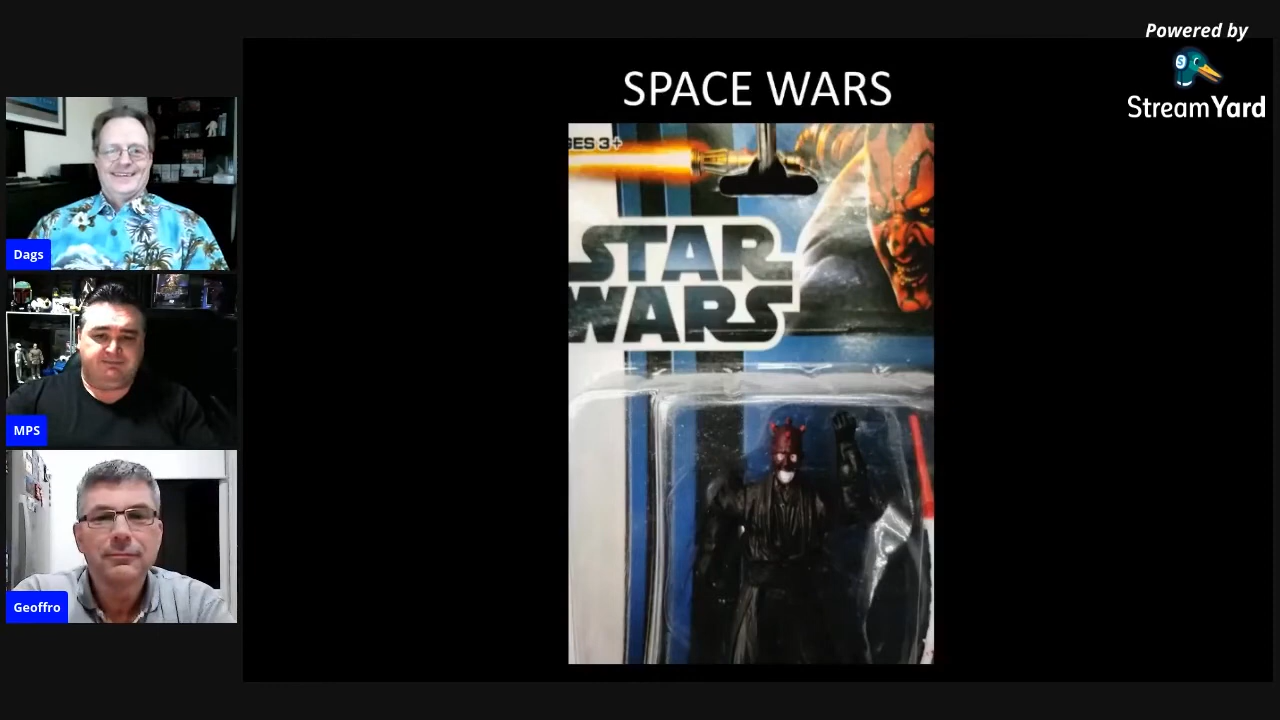 Powered by
StreamYard
SPACE WARS
GES 3+
STAR
WARS
Dags
MPS
Geoffro